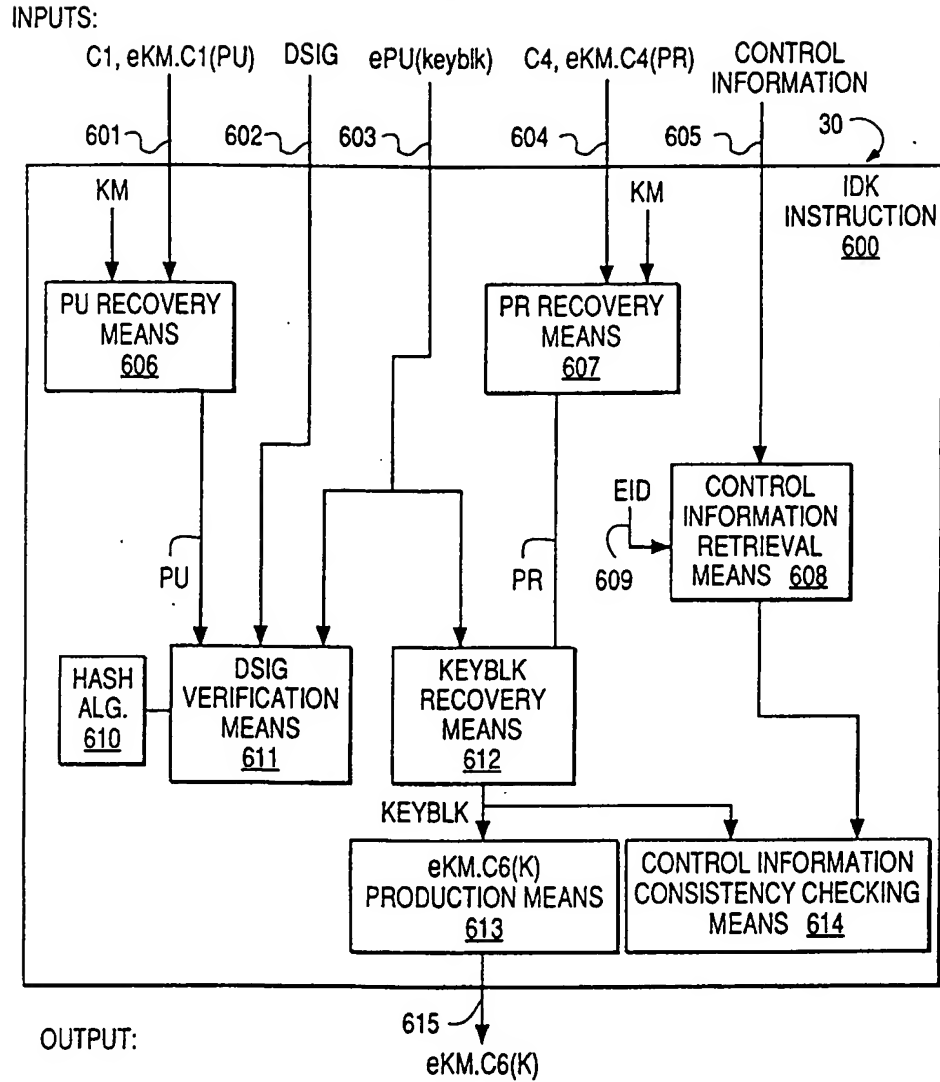 INPUTS:
C1, eKM.C1(PU)
DSIG
ePU(keyblk)
C4, eKM.C4(PR)
CONTROL
INFORMATION
601
602
603
604
605
30
KM
KM
IDK
INSTRUCTION
600
PU RECOVERY
MEANS
606
PR RECOVERY
MEANS
607
EID
609
CONTROL
INFORMATION
RETRIEVAL
MEANS 608
PU
PR
HASH
ALG.
610
DSIG
VERIFICATION
MEANS
611
KEYBLK
RECOVERY
MEANS
612
KEYBLK
eKM.C6(K)
PRODUCTION MEANS
613
CONTROL INFORMATION
CONSISTENCY CHECKING
MEANS 614
615
OUTPUT:
eKM.C6(K)